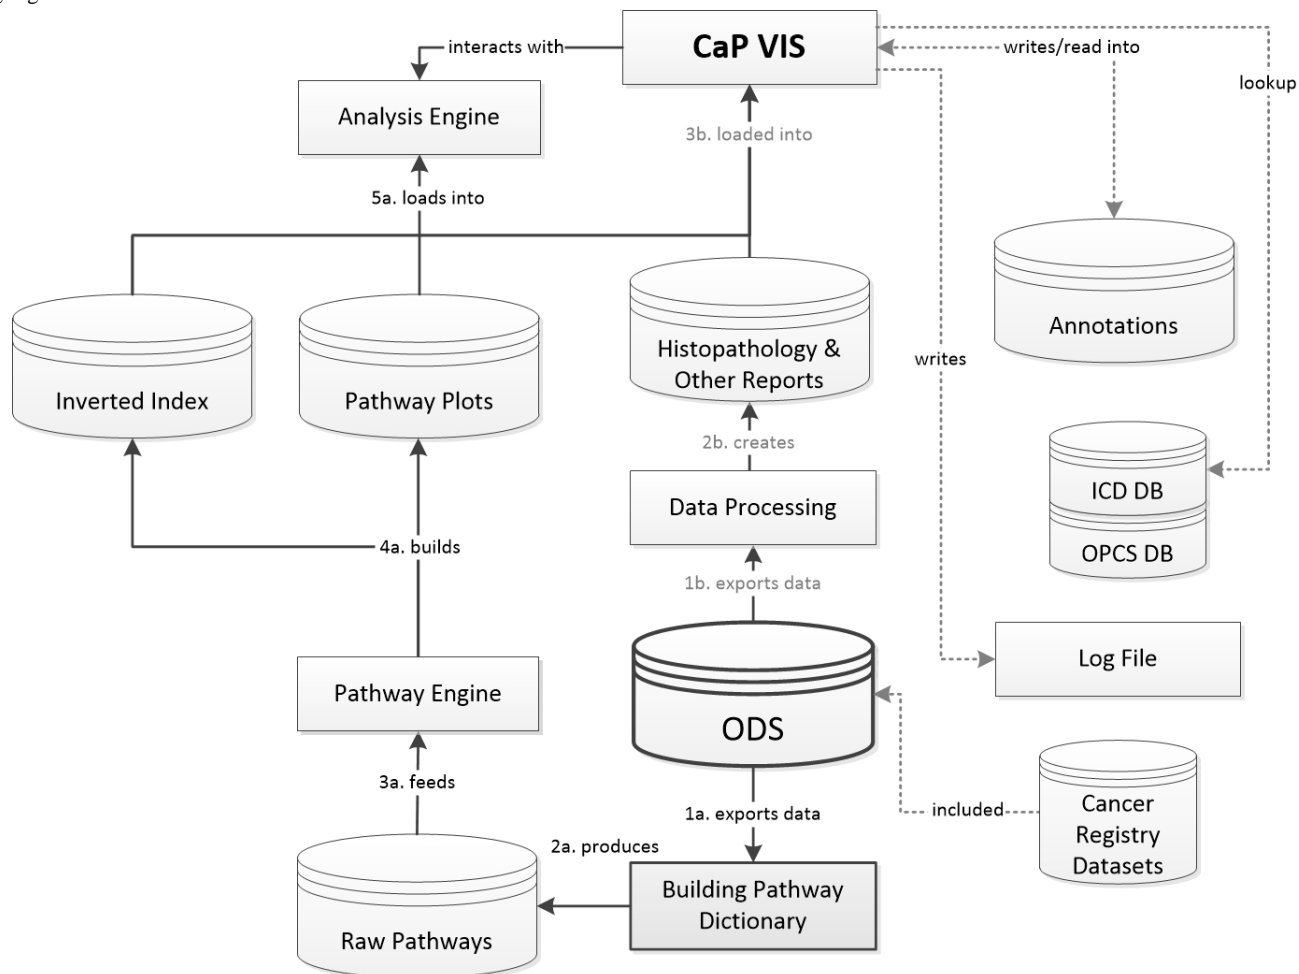 CaP VIS
interacts with
writes/read into
lookup
Analysis Engine
3b. loaded into
5a. loads into
Annotations
Histopathology &
Other Reports
writes
Inverted Index
Pathway Plots
2b. creates
ICD DB
Data Processing
OPCS DB
4a. builds
1b. exports data
Log File
Pathway Engine
ODS
3a. feeds
1a. exports data
included
Cancer
Registry
Datasets
2a. produces
Building Pathway
Dictionary
Raw Pathways